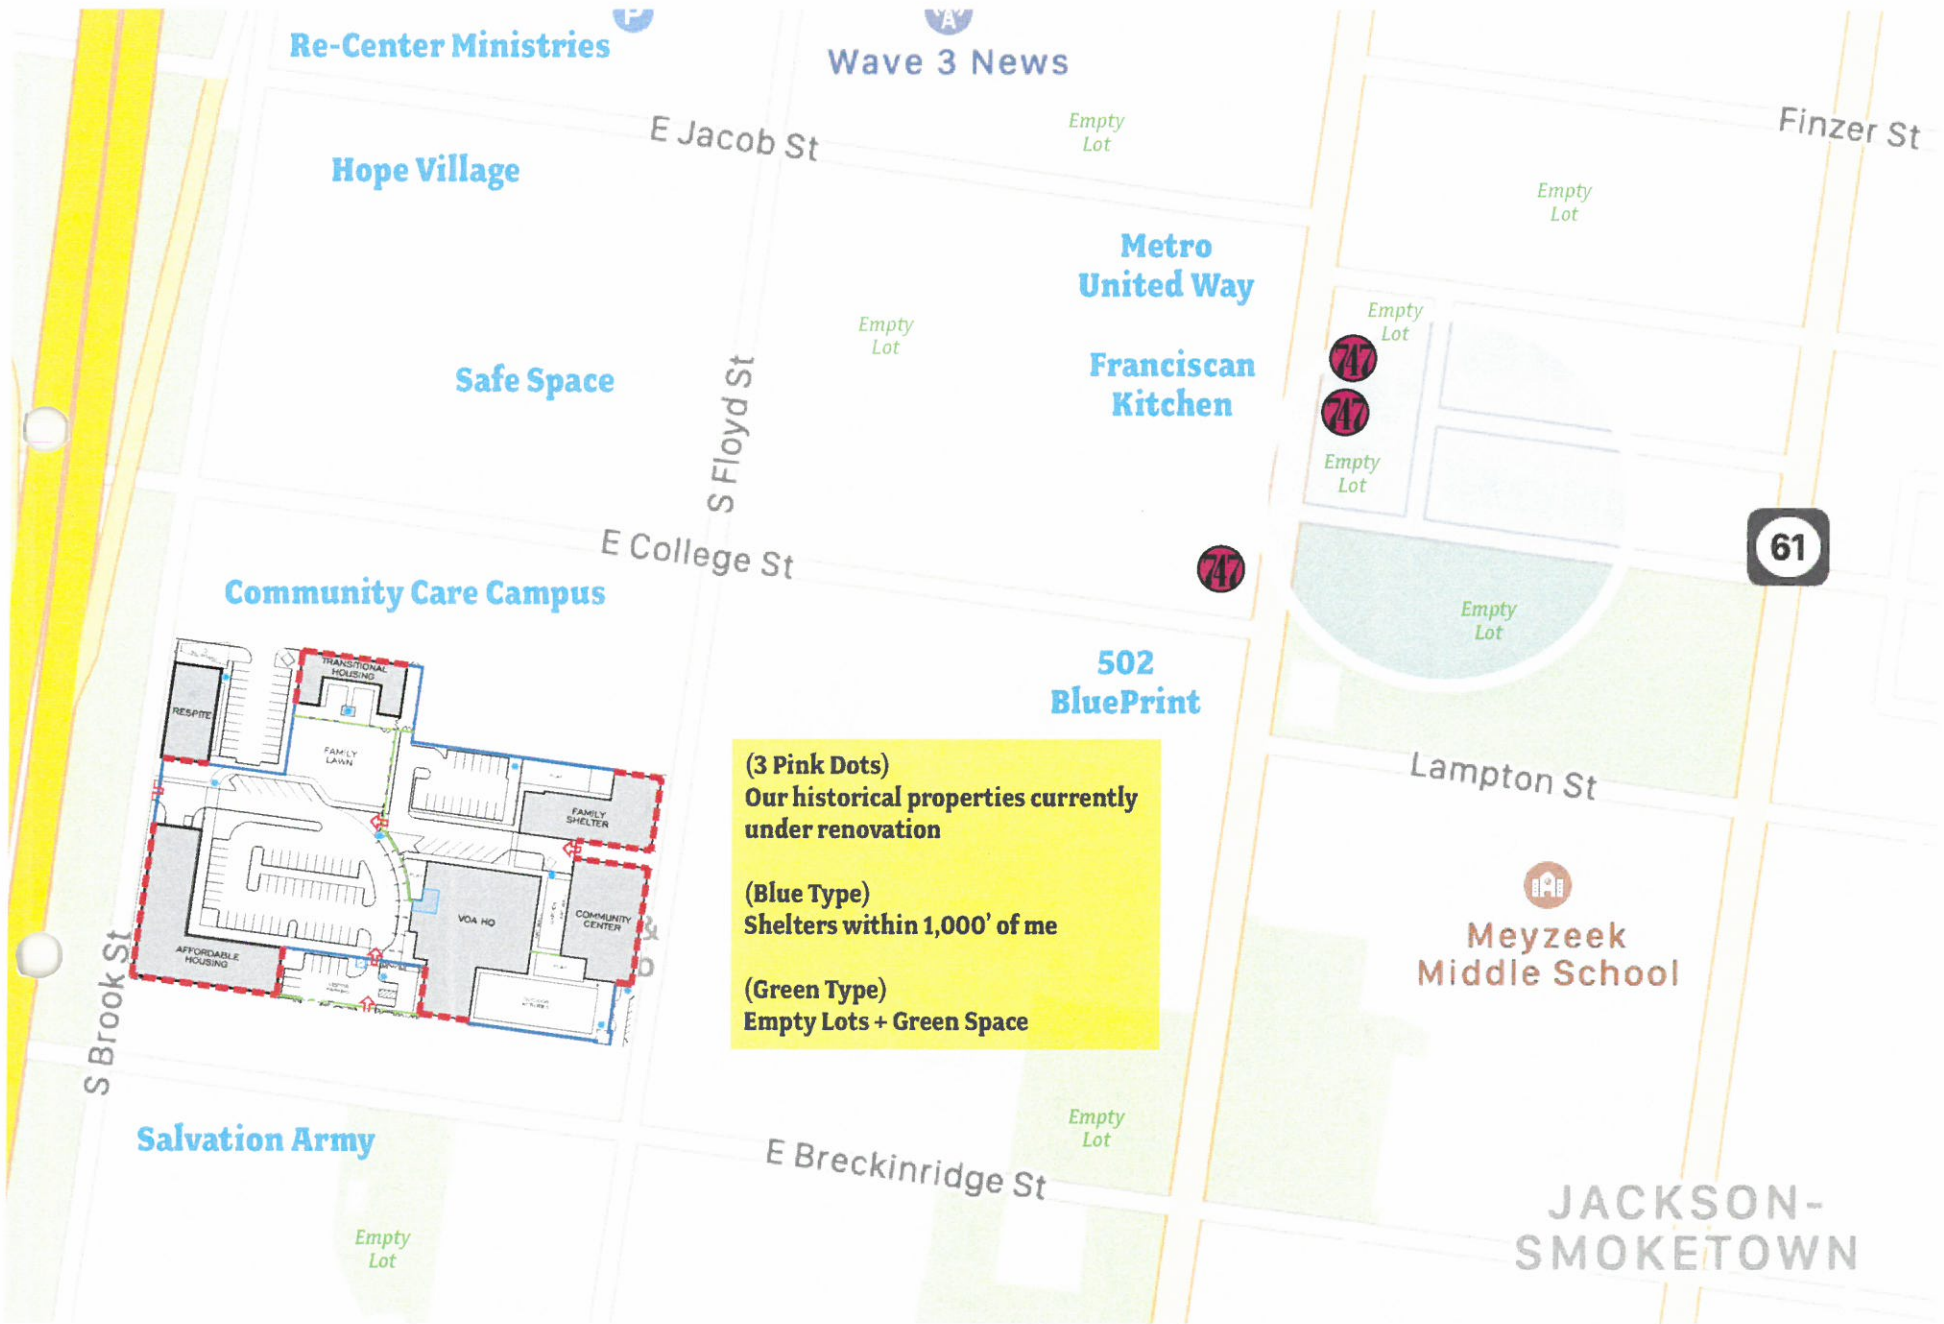 P
Re-Center Ministries
Wave 3 News
E Jacob St
Empty
Lot
Finzer St
Hope Village
Empty
Lot
Metro
United Way
Empty
Lot
Empty
Lot
747
Franciscan
Kitchen
747
Safe Space
S Floyd St
Empty
Lot
E College St
747
61
Community Care Campus
Empty
Lot
502
BluePrint
TRANSITIONAL
HOUSING
RESPITE
FAMILY
LAWN
FAMILY
SHELTER
VOA HQ
COMMUNITY
CENTER
AFFORDABLE
HOUSING
(3 Pink Dots)
Our historical properties currently
under renovation
(Blue Type)
Shelters within 1,000' of me
(Green Type)
Empty Lots + Green Space
Lampton St
Meyzeek
Middle School
S Brook St
Salvation Army
Empty
Lot
E Breckinridge St
Empty
Lot
JACKSON-
SMOKETOWN